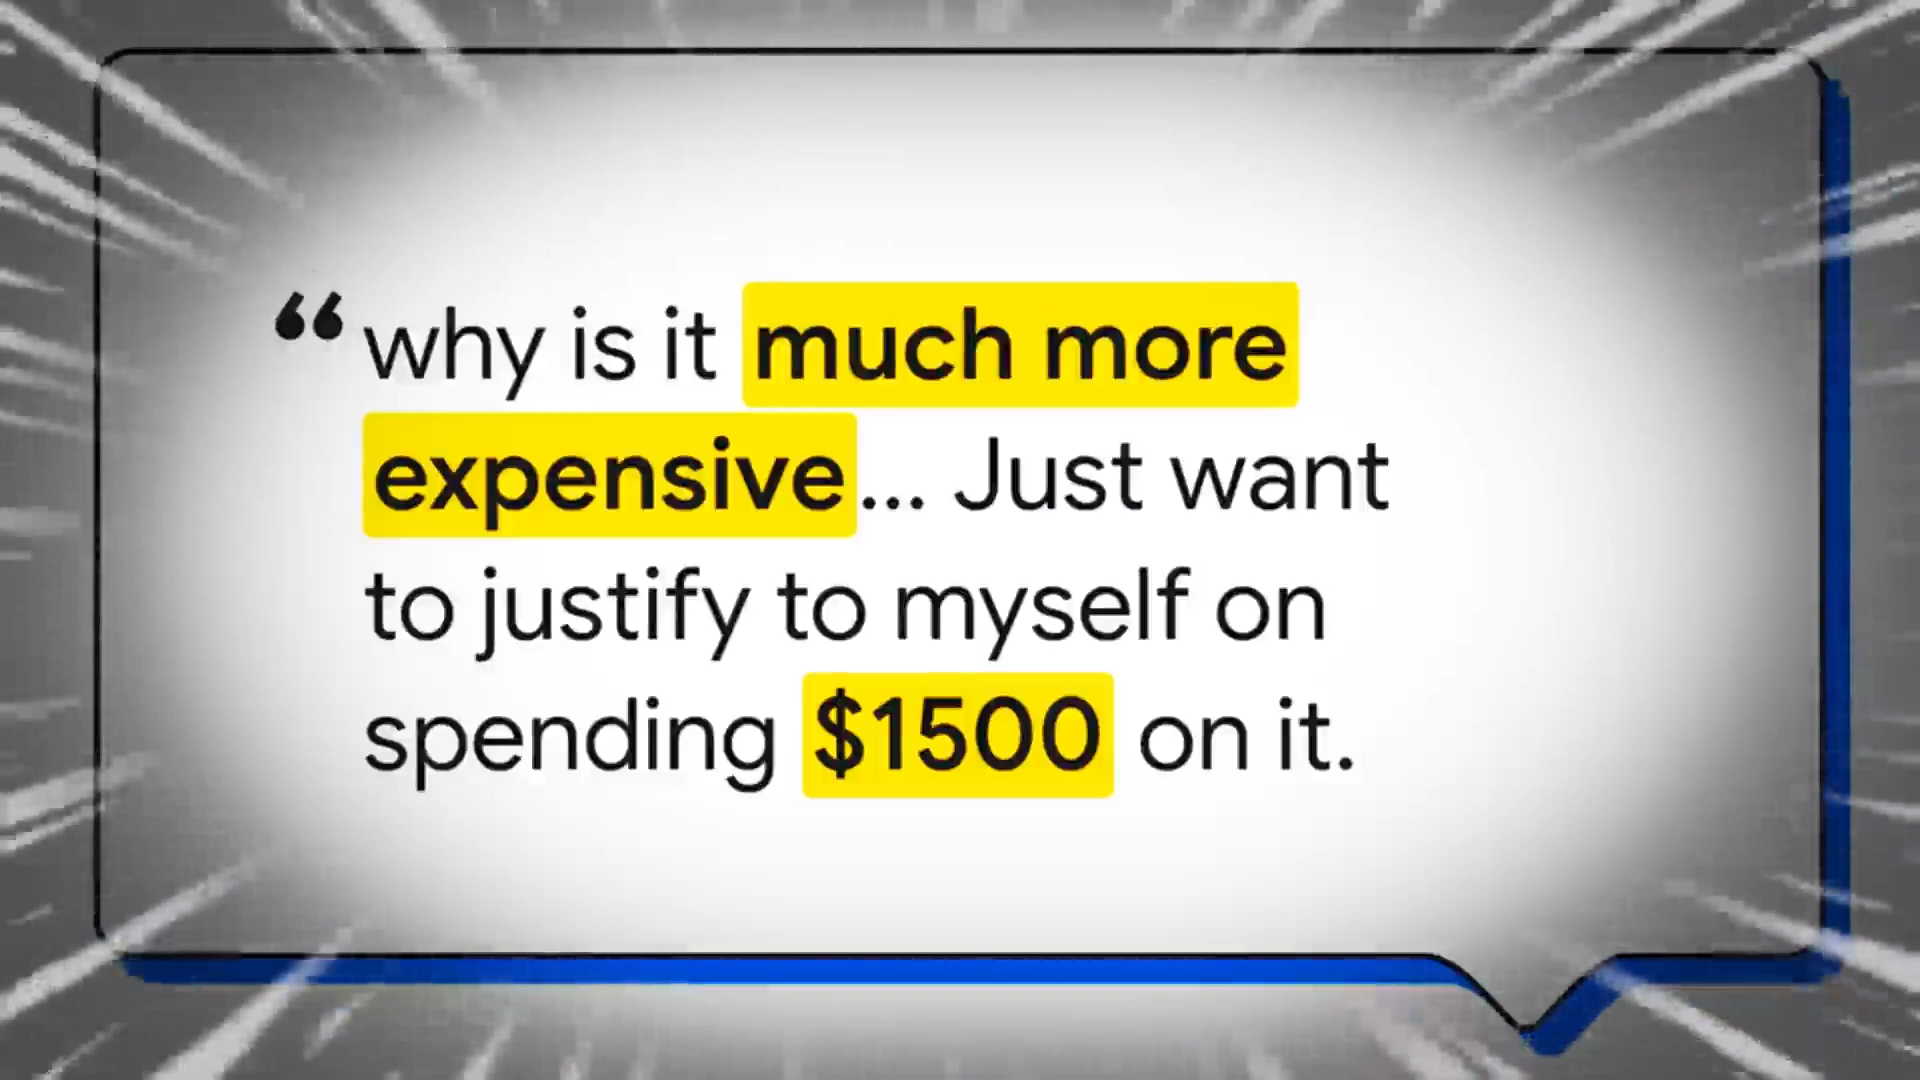 “why is it much more
expensive... Just want
to justify to myself on
spending $1500 on it.